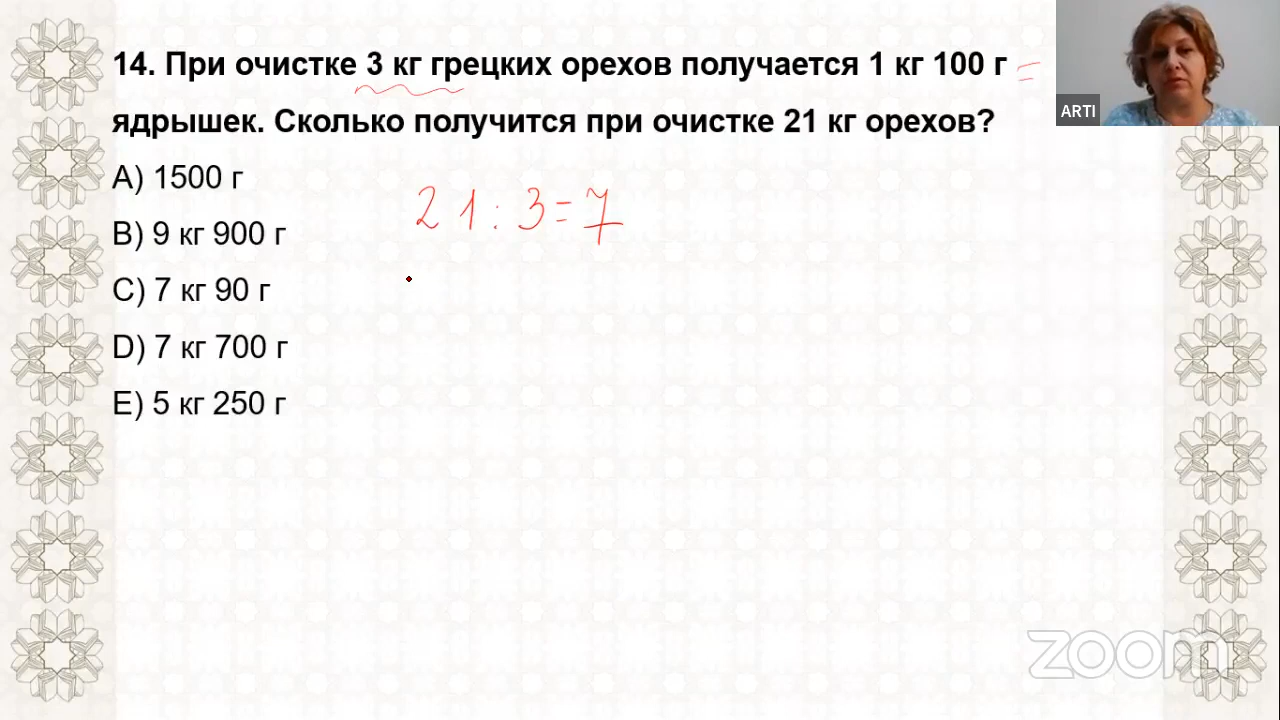 14. При очистке 3 кг грецких орехов получается 1 кг 100 г =
ядрышек. Сколько получится при очистке 21 кг орехов?
A) 1500 г
B) 9 кг 900 г
C) 7 кг 90 г
D) 7 кг 700 г
E) 5 кг 250 г
21 : 3 = 7
ARTI
zoom